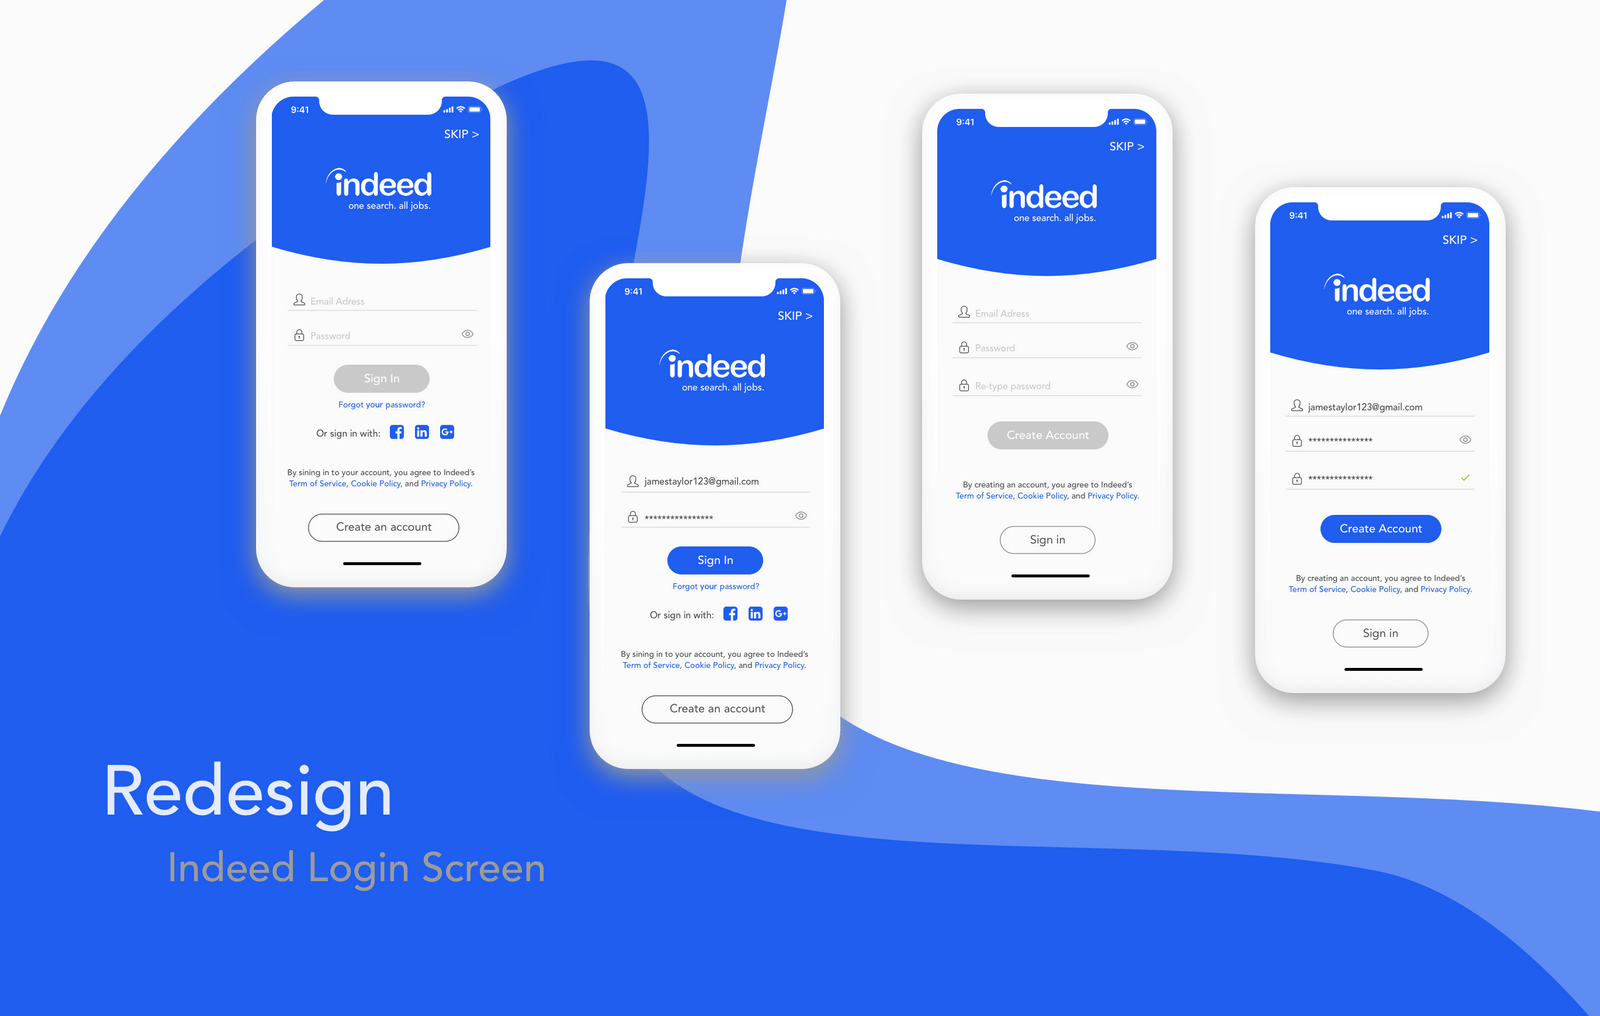 9:41
SKIP >
indeed
one search. all jobs.
Email Adress
Password
Sign In
Forgot your password?
Or sign in with:
By sining in to your account, you agree to Indeed's
Term of Service, Cookie Policy, and Privacy Policy.
Create an account
9:41
SKIP >
indeed
one search. all jobs.
jamestaylor123@gmail.com
***************
Sign In
Forgot your password?
Or sign in with:
By sining in to your account, you agree to Indeed's
Term of Service, Cookie Policy, and Privacy Policy.
Create an account
9:41
SKIP >
indeed
one search. all jobs.
Email Adress
Password
Re-type password
Create Account
By creating an account, you agree to Indeed's
Term of Service, Cookie Policy, and Privacy Policy.
Sign in
9:41
SKIP >
indeed
one search. all jobs.
jamestaylor123@gmail.com
***************
***************
Create Account
By creating an account, you agree to Indeed's
Term of Service, Cookie Policy, and Privacy Policy.
Sign in
Redesign
Indeed Login Screen